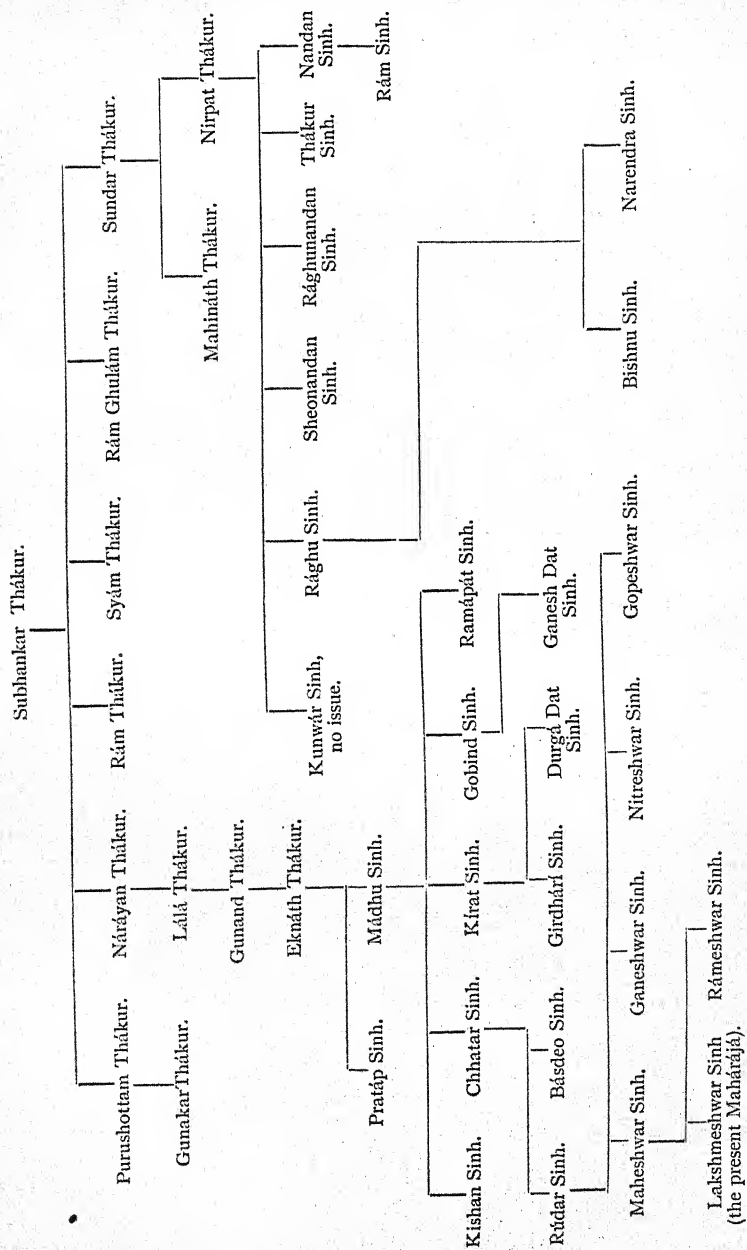 Subhankar Thákur.
Purushottam Thákur. Náráyan Thákur. Rám Thákur. Syám Thákur. Rám Ghulám Thákur. Sundar Thákur.
Gunakar Thákur. Lálá Thákur. Mahináth Thákur. Nirpat Thákur.
Gunand Thákur.
Eknáth Thákur.
Kunwár Sinh,
no issue.
Rághu Sinh.
Sheonandan
Sinh.
Rághunandan
Sinh.
Thákur
Sinh.
Nandan
Sinh.
Rám Sinh.
Pratáp Sinh. Mádhu Sinh.
Kishan Sinh. Chhatar Sinh. Kírat Sinh. Gobind Sinh. Ramápát Sinh.
Rúdar Sinh. Básdeo Sinh. Girdhárí Sinh.
Durgá Dat
Sinh.
Ganesh Dat
Sinh.
Bishnu Sinh. Narendra Sinh.
Maheshwar Sinh. Ganeshwar Sinh. Nitreshwar Sinh. Gopeshwar Sinh.
Lakshmeshwar Sinh Rámeshwar Sinh.
(the present Mahárájá).